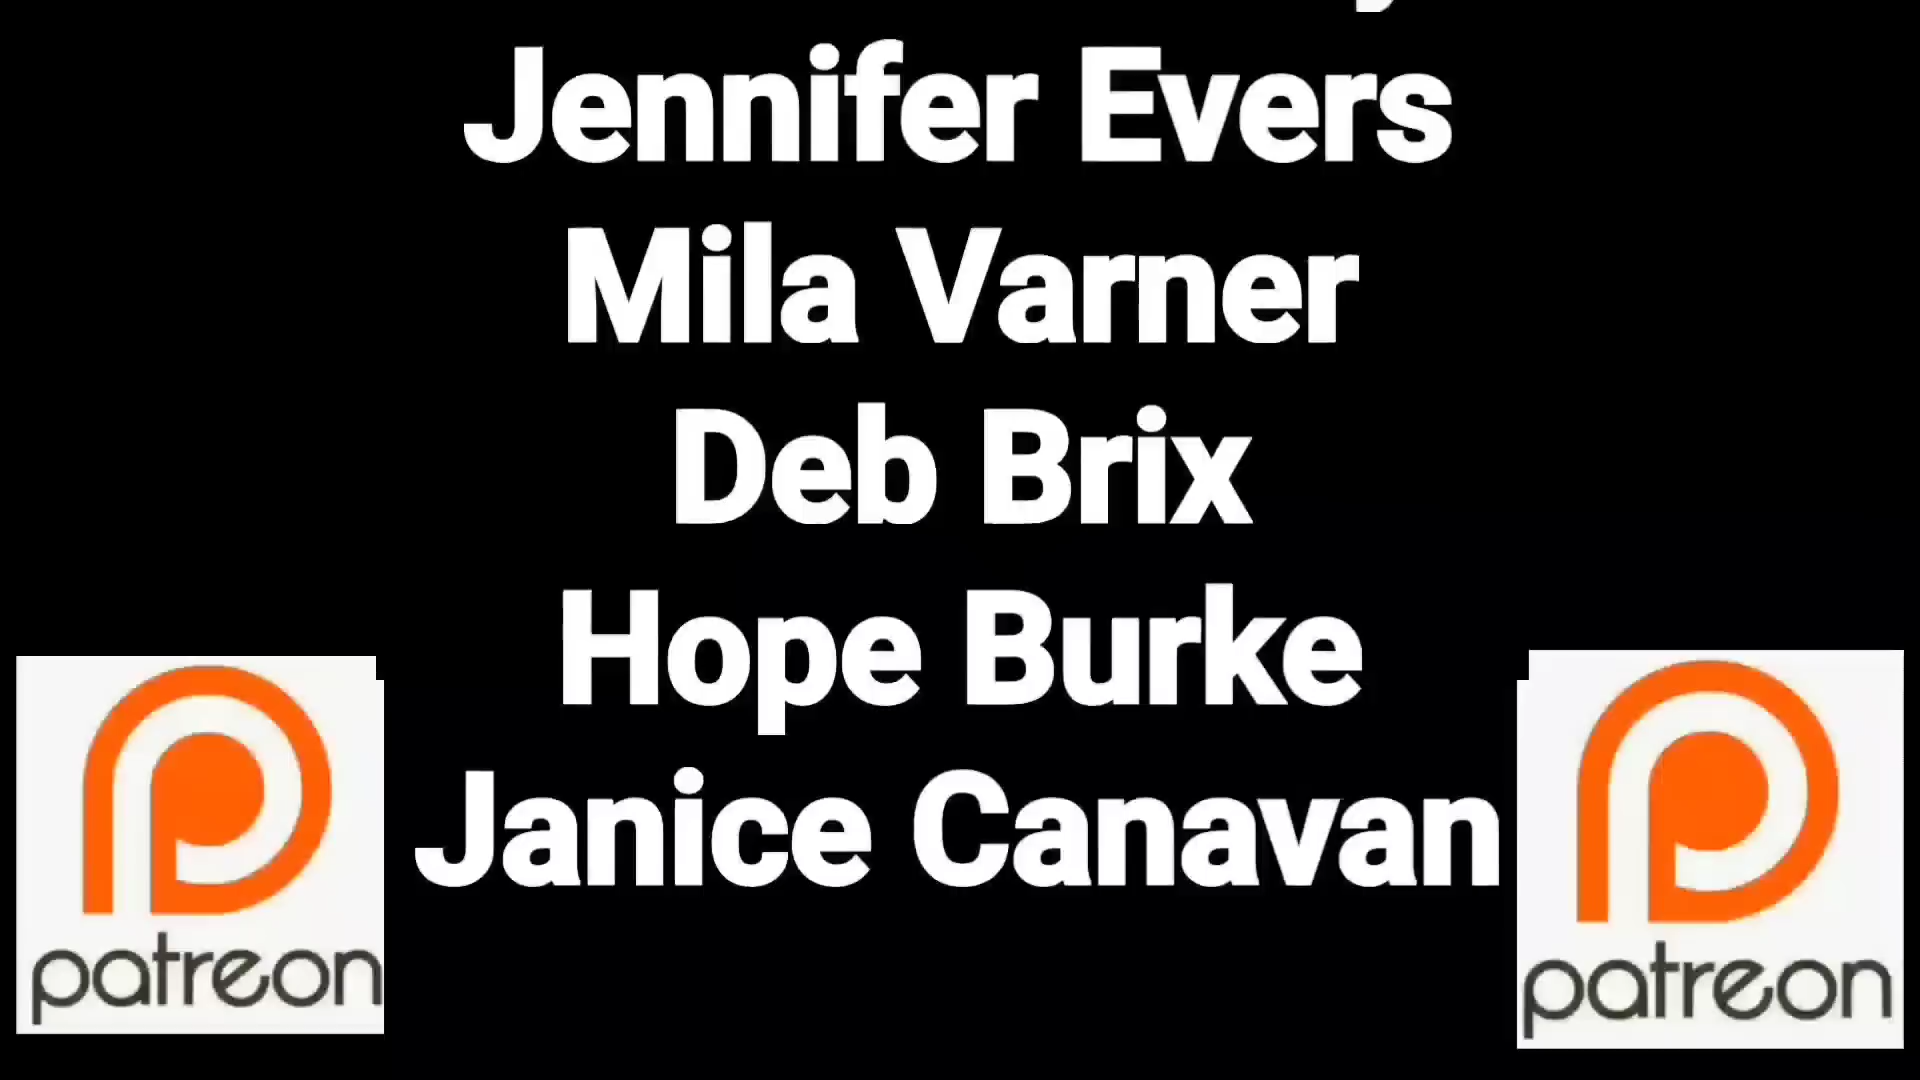 Jennifer Evers
Mila Varner
Deb Brix
Hope Burke
Janice Canavan
patreon
patreon